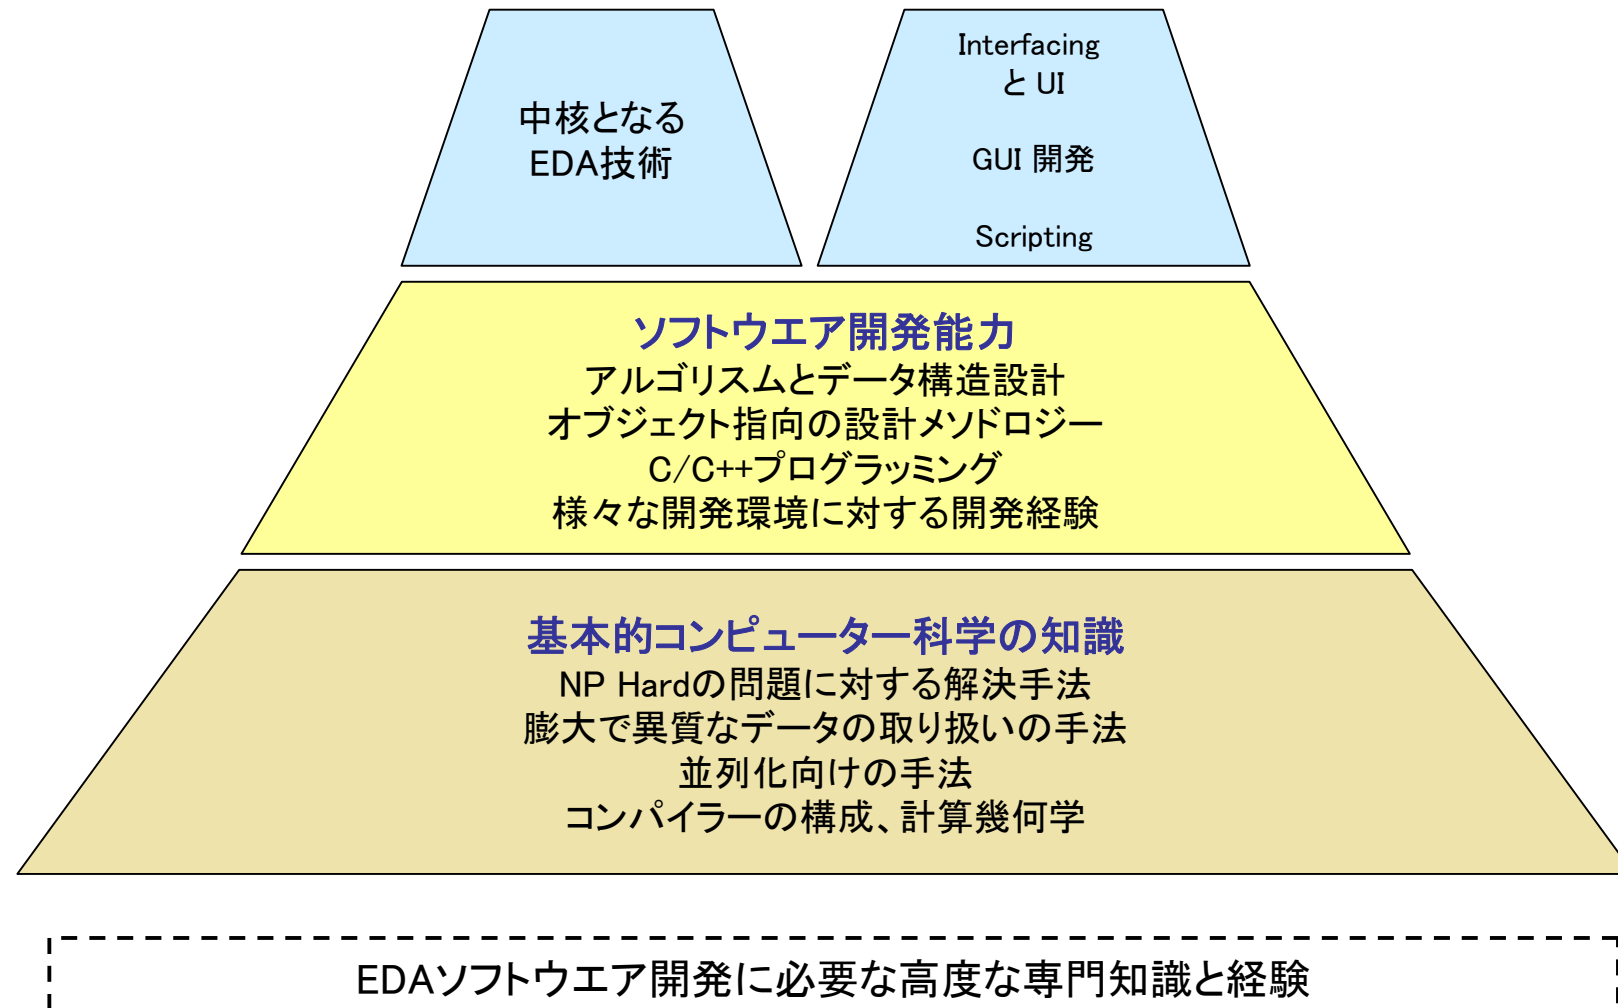 中核となる
EDA技術
Interfacing
と UI
GUI 開発
Scripting
ソフトウエア開発能力
アルゴリスムとデータ構造設計
オブジェクト指向の設計メソドロジー
C/C++プログラッミング
様々な開発環境に対する開発経験
基本的コンピューター科学の知識
NP Hardの問題に対する解決手法
膨大で異質なデータの取り扱いの手法
並列化向けの手法
コンパイラーの構成、計算幾何学
EDAソフトウエア開発に必要な高度な専門知識と経験